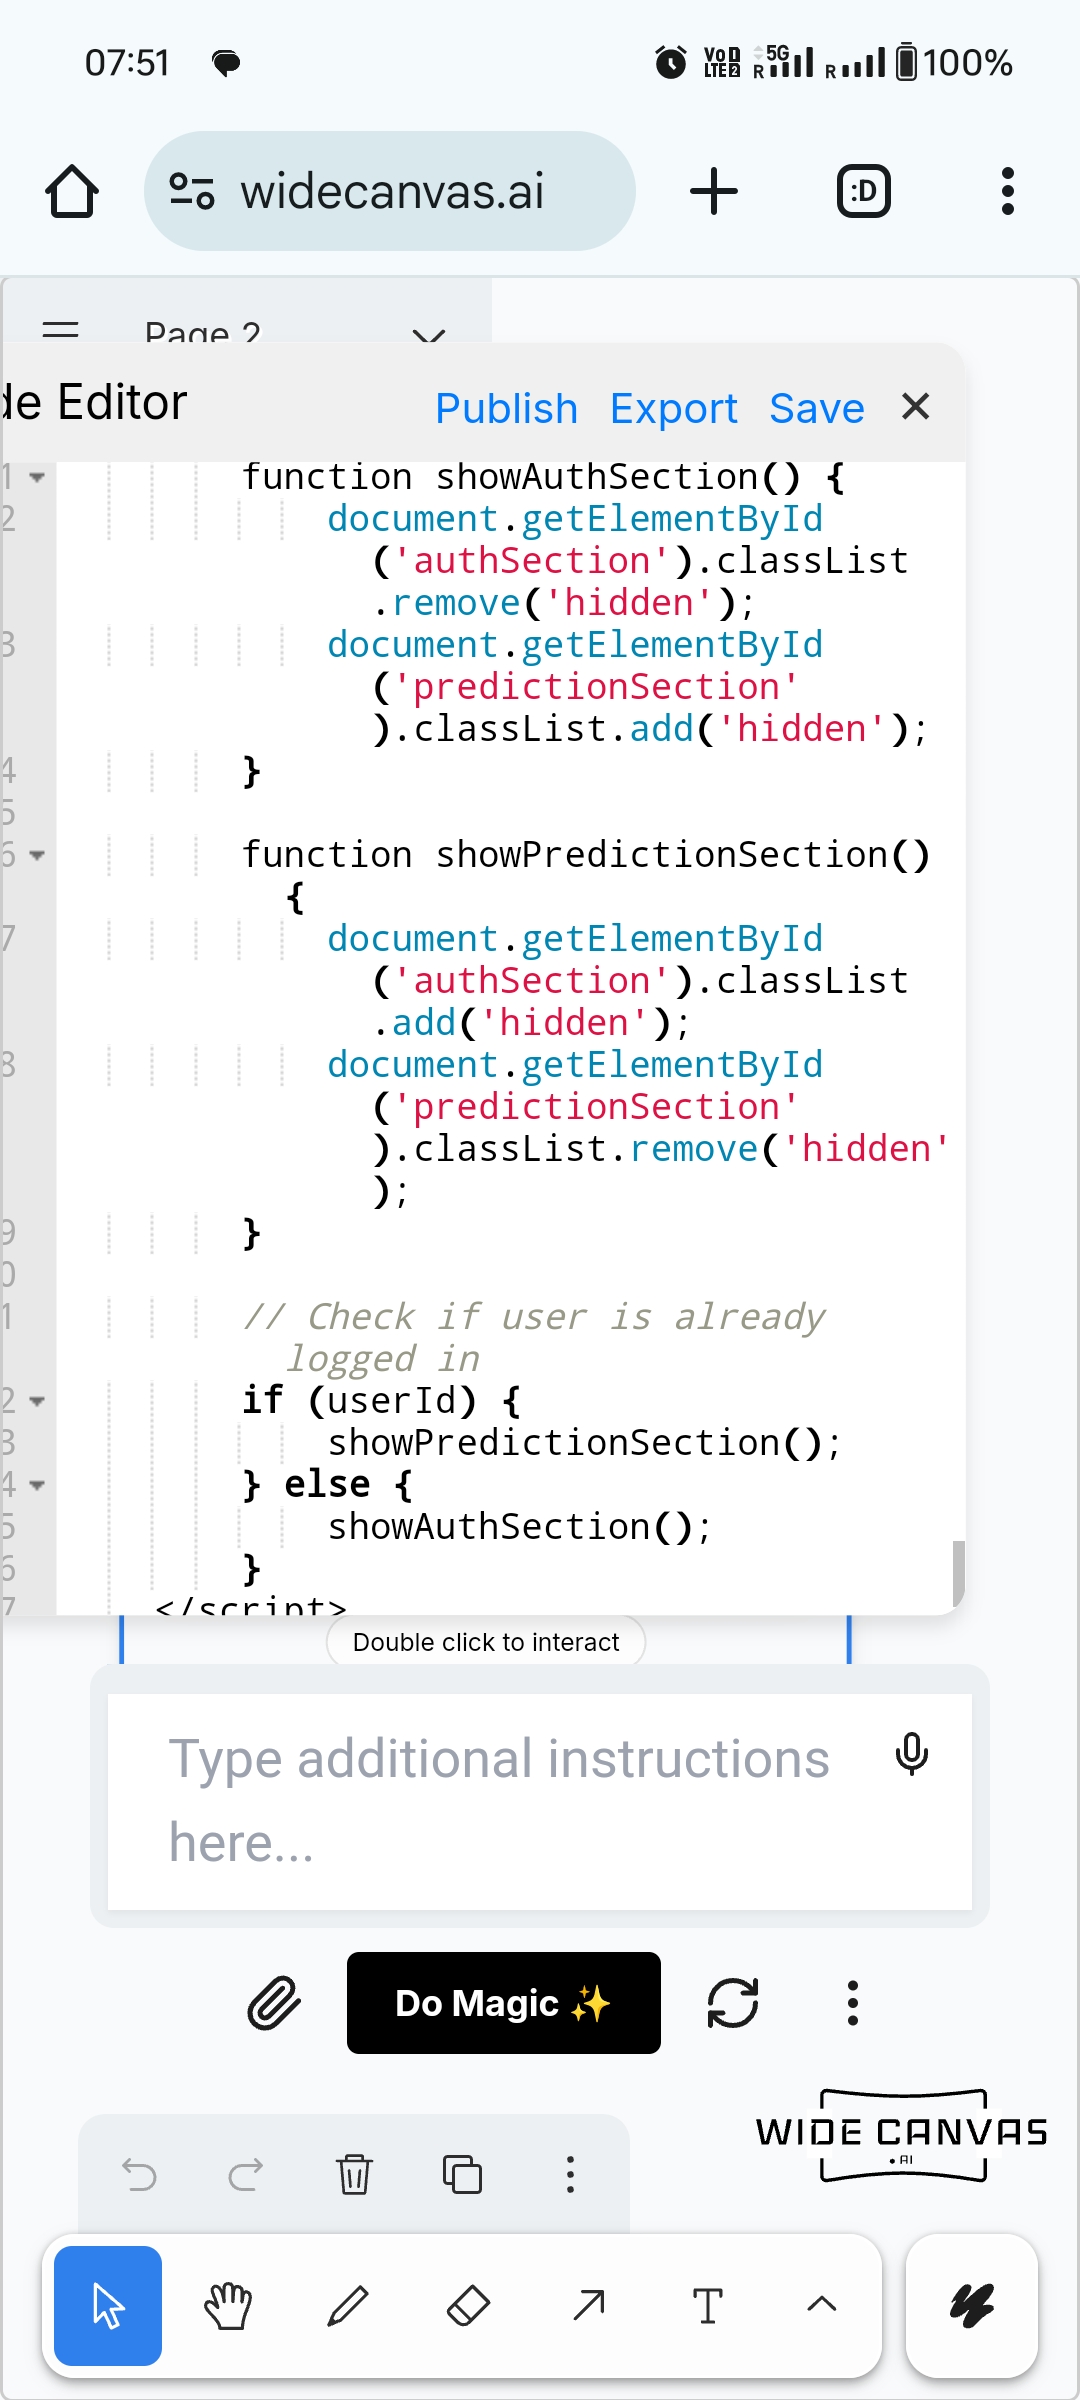 07:51
VoLTE 5G R R 100%
widecanvas.ai
:D
Page 2
de Editor
Publish Export Save ✕
1 function showAuthSection() {
2 document.getElementById
('authSection').classList
.remove('hidden');
3 document.getElementById
('predictionSection'
).classList.add('hidden');
4 }
5
6 function showPredictionSection()
{
7 document.getElementById
('authSection').classList
.add('hidden');
8 document.getElementById
('predictionSection'
).classList.remove('hidden'
);
9 }
0
1 // Check if user is already
logged in
2 if (userId) {
3 showPredictionSection();
4 } else {
5 showAuthSection();
6 }
7 </script>
Double click to interact
Type additional instructions
here...
Do Magic ✨
WIDE CANVAS
.AI
T